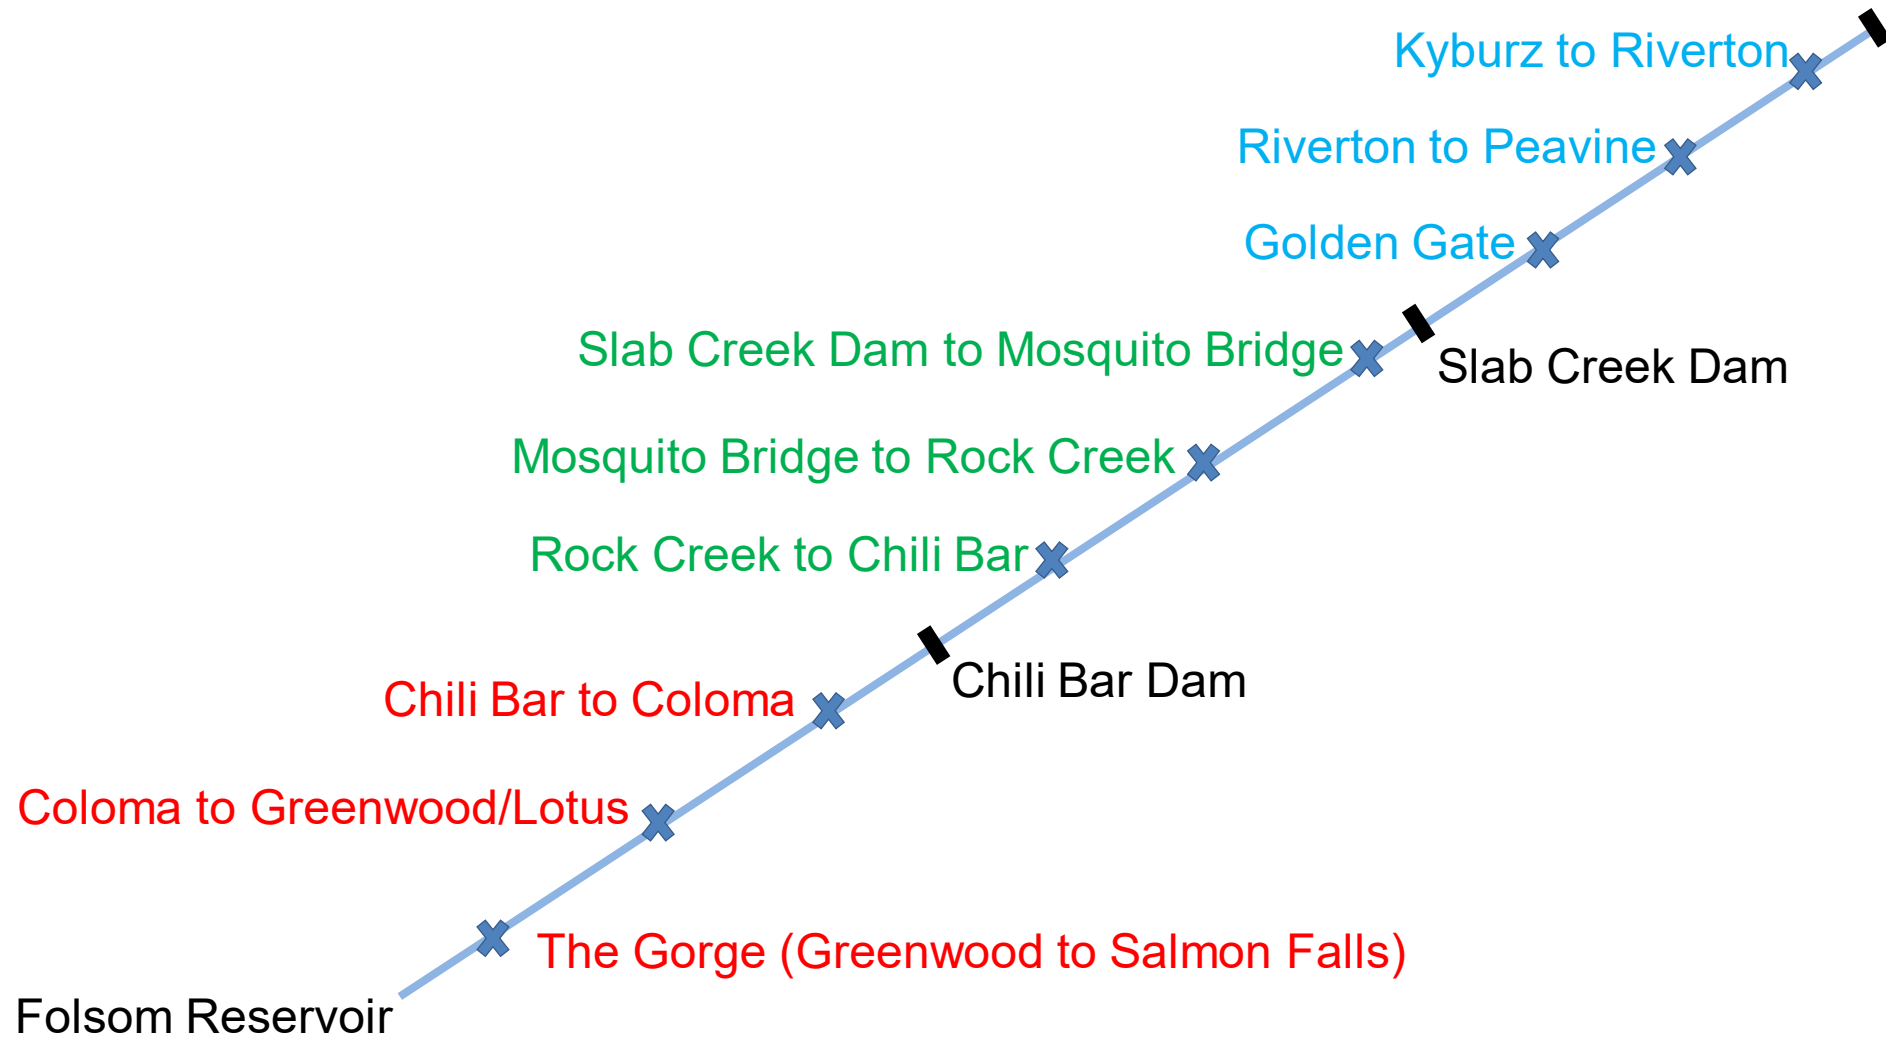 Kyburz to Riverton
Riverton to Peavine
Golden Gate
Slab Creek Dam to Mosquito Bridge
Slab Creek Dam
Mosquito Bridge to Rock Creek
Rock Creek to Chili Bar
Chili Bar Dam
Chili Bar to Coloma
Coloma to Greenwood/Lotus
The Gorge (Greenwood to Salmon Falls)
Folsom Reservoir